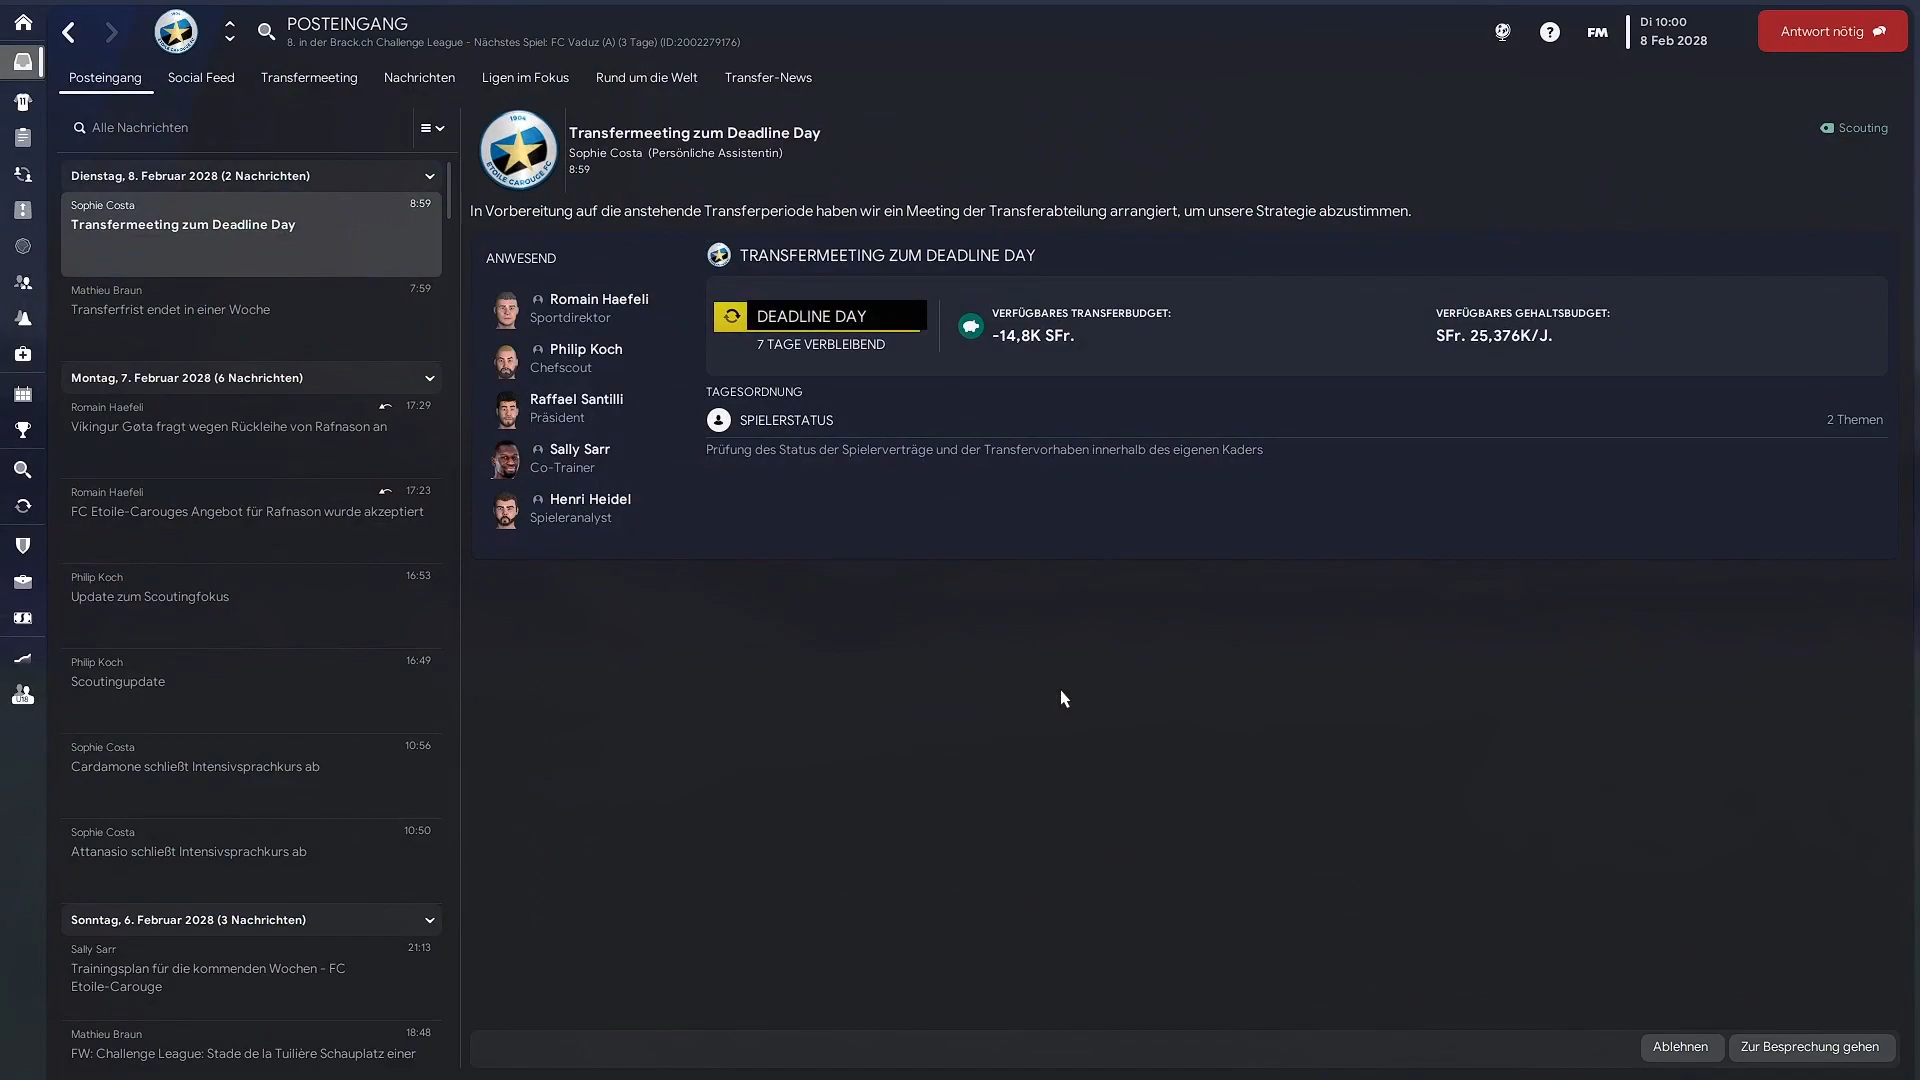 POSTEINGANG
8. in der Brack.ch Challenge League - Nächstes Spiel: FC Vaduz (A) (3 Tage) (ID:2002279176)
FM
Di 10:00
8 Feb 2028
Antwort nötig
Posteingang
Social Feed
Transfermeeting
Nachrichten
Ligen im Fokus
Rund um die Welt
Transfer-News
Alle Nachrichten
Dienstag, 8. Februar 2028 (2 Nachrichten)
Sophie Costa
8:59
Transfermeeting zum Deadline Day
Mathieu Braun
7:59
Transferfrist endet in einer Woche
Montag, 7. Februar 2028 (6 Nachrichten)
Romain Haefeli
17:29
Víkingur Gøta fragt wegen Rückleihe von Rafnason an
Romain Haefeli
17:23
FC Etoile-Carouges Angebot für Rafnason wurde akzeptiert
Philip Koch
16:53
Update zum Scoutingfokus
Philip Koch
16:49
Scoutingupdate
Sophie Costa
10:56
Cardamone schließt Intensivsprachkurs ab
Sophie Costa
10:50
Attanasio schließt Intensivsprachkurs ab
Sonntag, 6. Februar 2028 (3 Nachrichten)
Sally Sarr
21:13
Trainingsplan für die kommenden Wochen - FC
Etoile-Carouge
Mathieu Braun
18:48
FW: Challenge League: Stade de la Tuilière Schauplatz einer
1904
ETOILE CAROUGE FC
Transfermeeting zum Deadline Day
Sophie Costa (Persönliche Assistentin)
8:59
Scouting
In Vorbereitung auf die anstehende Transferperiode haben wir ein Meeting der Transferabteilung arrangiert, um unsere Strategie abzustimmen.
ANWESEND
Romain Haefeli
Sportdirektor
Philip Koch
Chefscout
Raffael Santilli
Präsident
Sally Sarr
Co-Trainer
Henri Heidel
Spieleranalyst
TRANSFERMEETING ZUM DEADLINE DAY
DEADLINE DAY
7 TAGE VERBLEIBEND
VERFÜGBARES TRANSFERBUDGET:
-14,8K SFr.
VERFÜGBARES GEHALTSBUDGET:
SFr. 25,376K/J.
TAGESORDNUNG
SPIELERSTATUS
2 Themen
Prüfung des Status der Spielerverträge und der Transfervorhaben innerhalb des eigenen Kaders
Ablehnen
Zur Besprechung gehen
11
U18